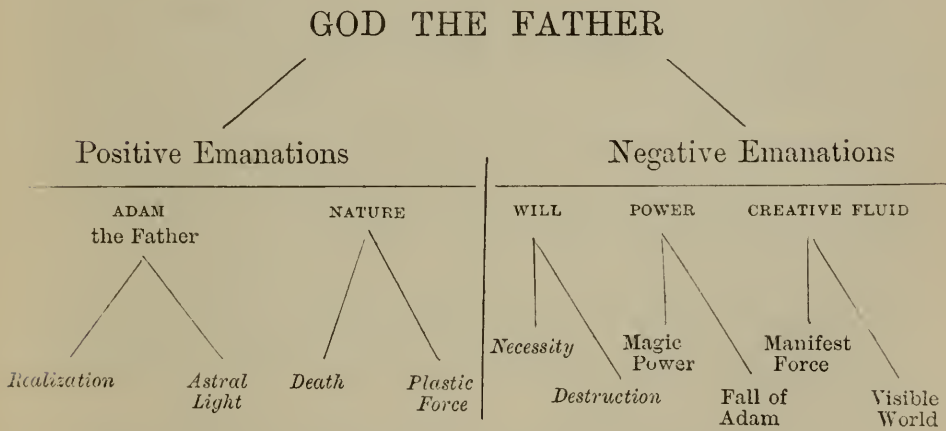 GOD THE FATHER
Positive Emanations
Negative Emanations
ADAM
the Father
NATURE
WILL
POWER
CREATIVE FLUID
Realization
Astral
Light
Death
Plastic
Force
Necessity
Destruction
Magic
Power
Fall of
Adam
Manifest
Force
Visible
World